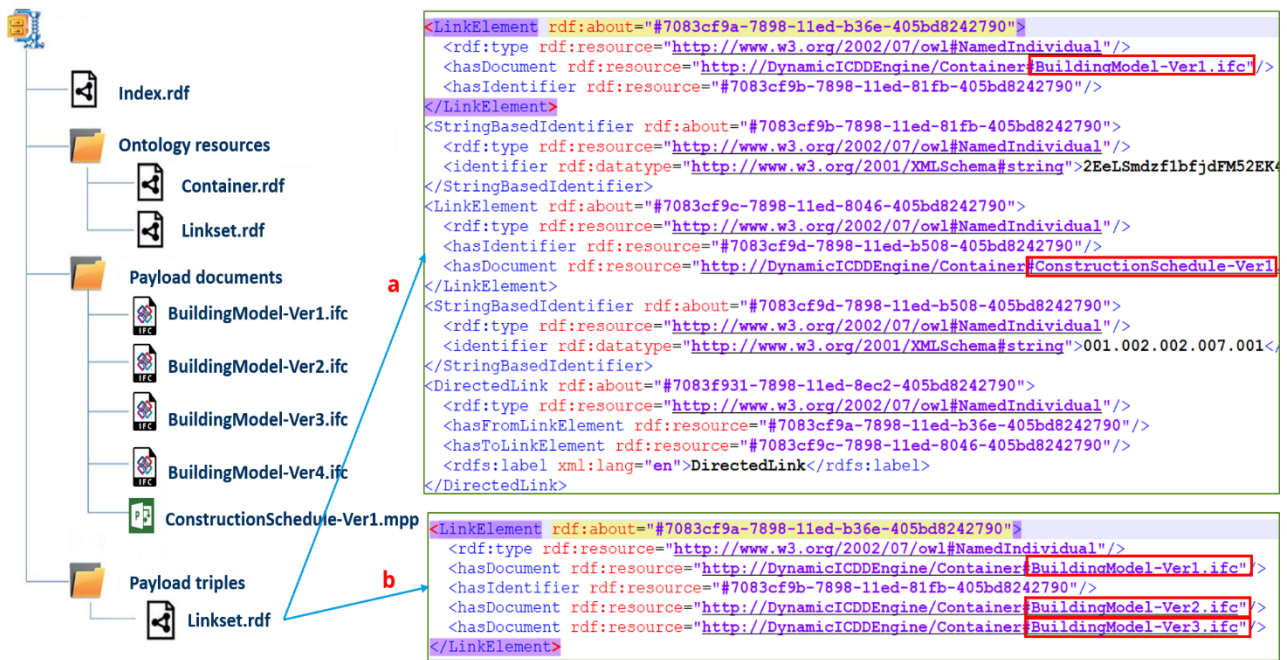 Index.rdf
Ontology resources
Container.rdf
Linkset.rdf
Payload documents
BuildingModel-Ver1.ifc
IFC
BuildingModel-Ver2.ifc
IFC
BuildingModel-Ver3.ifc
IFC
BuildingModel-Ver4.ifc
IFC
ConstructionSchedule-Ver1.mpp
Payload triples
Linkset.rdf
a
b
<LinkElement rdf:about="#7083cf9a-7898-11ed-b36e-405bd8242790">
<rdf:type rdf:resource="http://www.w3.org/2002/07/owl#NamedIndividual"/>
<hasDocument rdf:resource="http://DynamicICDDEngine/Container#BuildingModel-Ver1.ifc"/>
<hasIdentifier rdf:resource="#7083cf9b-7898-11ed-81fb-405bd8242790"/>
</LinkElement>
<StringBasedIdentifier rdf:about="#7083cf9b-7898-11ed-81fb-405bd8242790">
<rdf:type rdf:resource="http://www.w3.org/2002/07/owl#NamedIndividual"/>
<identifier rdf:datatype="http://www.w3.org/2001/XMLSchema#string">2EeLSmdzf1bfjdFM52EK4
</StringBasedIdentifier>
<LinkElement rdf:about="#7083cf9c-7898-11ed-8046-405bd8242790">
<rdf:type rdf:resource="http://www.w3.org/2002/07/owl#NamedIndividual"/>
<hasIdentifier rdf:resource="#7083cf9d-7898-11ed-b508-405bd8242790"/>
<hasDocument rdf:resource="http://DynamicICDDEngine/Container#ConstructionSchedule-Ver1
</LinkElement>
<StringBasedIdentifier rdf:about="#7083cf9d-7898-11ed-b508-405bd8242790">
<rdf:type rdf:resource="http://www.w3.org/2002/07/owl#NamedIndividual"/>
<identifier rdf:datatype="http://www.w3.org/2001/XMLSchema#string">001.002.002.007.001</
</StringBasedIdentifier>
<DirectedLink rdf:about="#7083f931-7898-11ed-8ec2-405bd8242790">
<rdf:type rdf:resource="http://www.w3.org/2002/07/owl#NamedIndividual"/>
<hasFromLinkElement rdf:resource="#7083cf9a-7898-11ed-b36e-405bd8242790"/>
<hasToLinkElement rdf:resource="#7083cf9c-7898-11ed-8046-405bd8242790"/>
<rdfs:label xml:lang="en">DirectedLink</rdfs:label>
</DirectedLink>
<LinkElement rdf:about="#7083cf9a-7898-11ed-b36e-405bd8242790">
<rdf:type rdf:resource="http://www.w3.org/2002/07/owl#NamedIndividual"/>
<hasDocument rdf:resource="http://DynamicICDDEngine/Container#BuildingModel-Ver1.ifc"/>
<hasIdentifier rdf:resource="#7083cf9b-7898-11ed-81fb-405bd8242790"/>
<hasDocument rdf:resource="http://DynamicICDDEngine/Container#BuildingModel-Ver2.ifc"/>
<hasDocument rdf:resource="http://DynamicICDDEngine/Container#BuildingModel-Ver3.ifc"/>
</LinkElement>